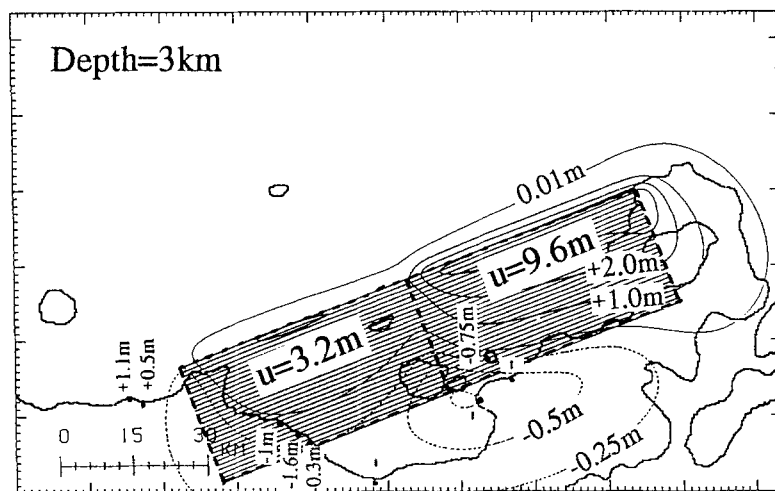 Depth=3km
0.01m
u=9.6m
+2.0m
+1.0m
-0.75m
u=3.2m
+1.1m
+0.5m
0 15 30 km
-1m
-1.6m
-0.3m
-0.5m
-0.25m